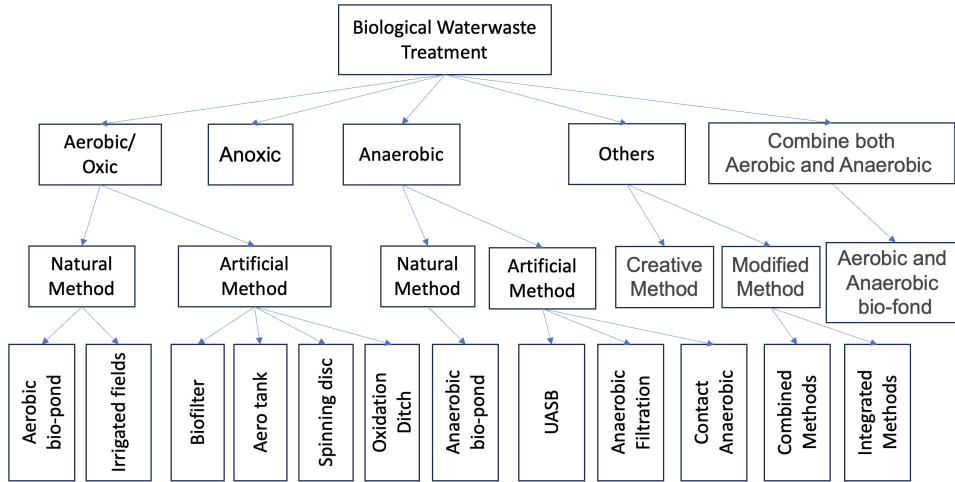 Biological Waterwaste
Treatment
Aerobic/
Oxic
Anoxic
Anaerobic
Others
Combine both
Aerobic and Anaerobic
Natural
Method
Artificial
Method
Natural
Method
Artificial
Method
Creative
Method
Modified
Method
Aerobic and
Anaerobic
bio-fond
Aerobic
bio-pond
Irrigated fields
Biofilter
Aero tank
Spinning disc
Oxidation
Ditch
Anaerobic
bio-pond
UASB
Anaerobic
Filtration
Contact
Anaerobic
Combined
Methods
Integrated
Methods